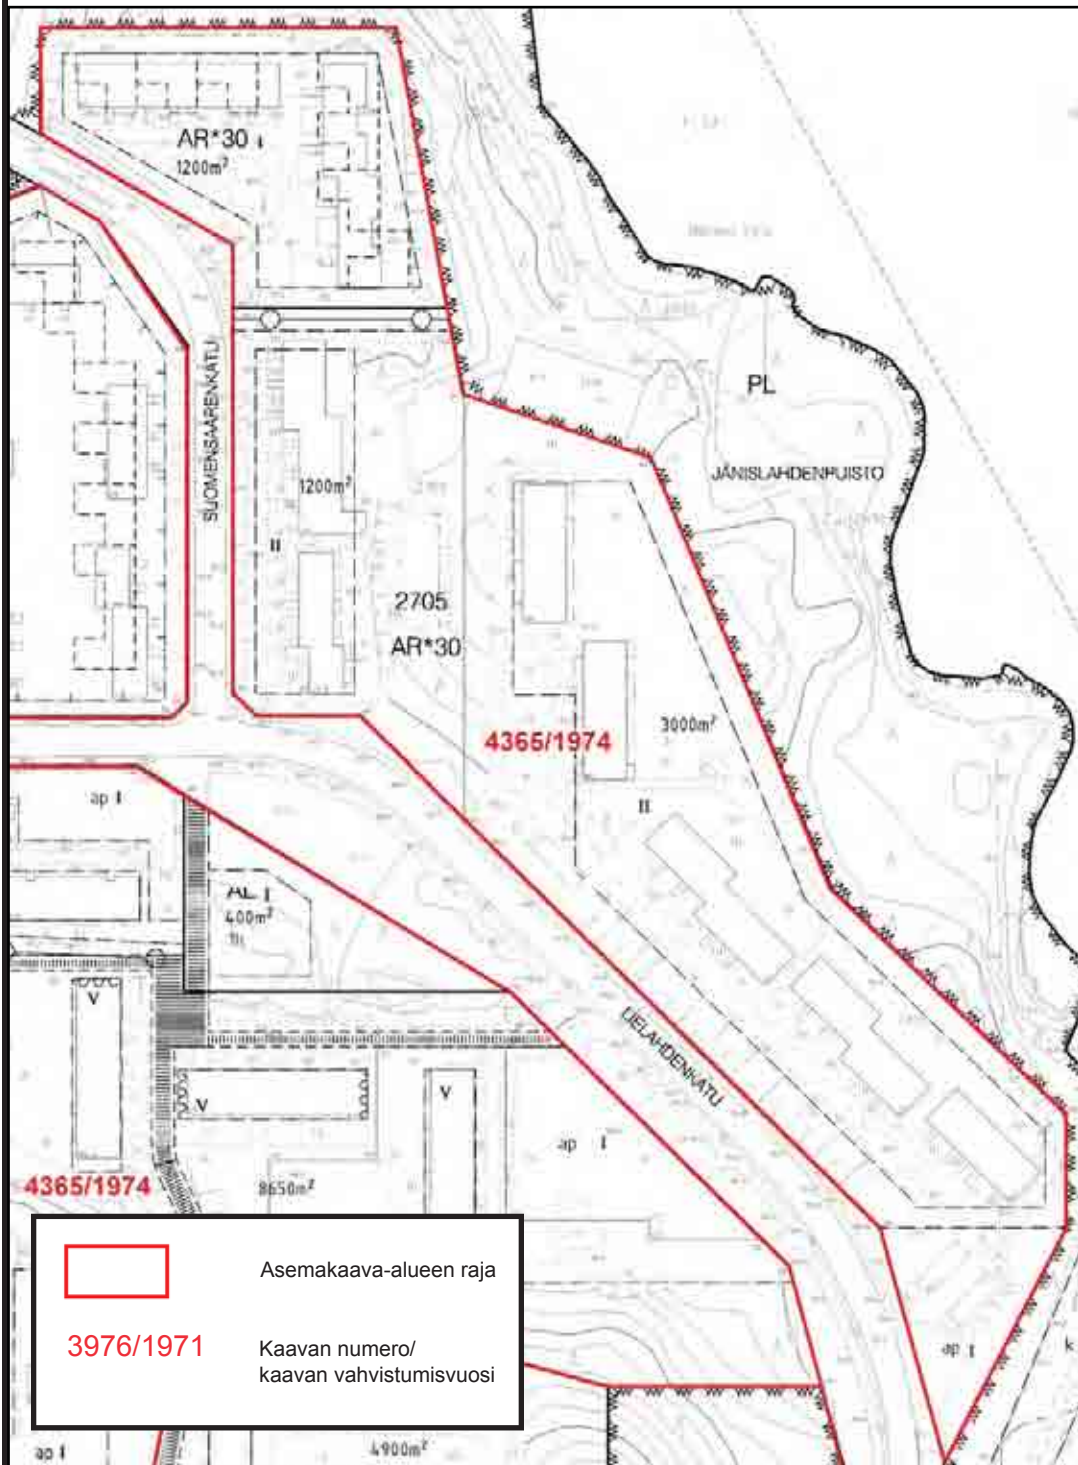 AR*30 I
1200m²
SUOMENSAARENKATU
PL
JÄNISLAHDENPUISTO
1200m²
II
2705
AR*30
4365/1974
3000m²
II
ap I
AL I
400m²
LIELAHDENKATU
V
V
V
ap I
4365/1974
8650m²
Asemakaava-alueen raja
3976/1971
Kaavan numero/
kaavan vahvistumisvuosi
ap I
k
ap I
4900m²